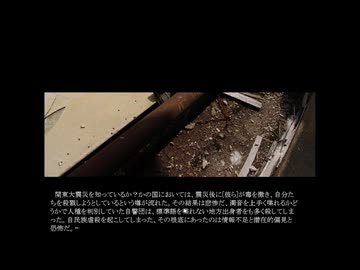 関東大震災を知っているか？かの国においては、震災後に[彼ら]が毒を撒き、自分た
ちを殺戮しようとしているという噂が流れた。その結果は悲惨だ、濁音を上手く喋れるかど
うかで人種を判別していた自警団は、標準語を喋れない地方出身者をも多く殺してしま
った。自民族虐殺を起こしてしまった、その根底にあったのは情報不足と潜在的偏見と
恐怖だ。